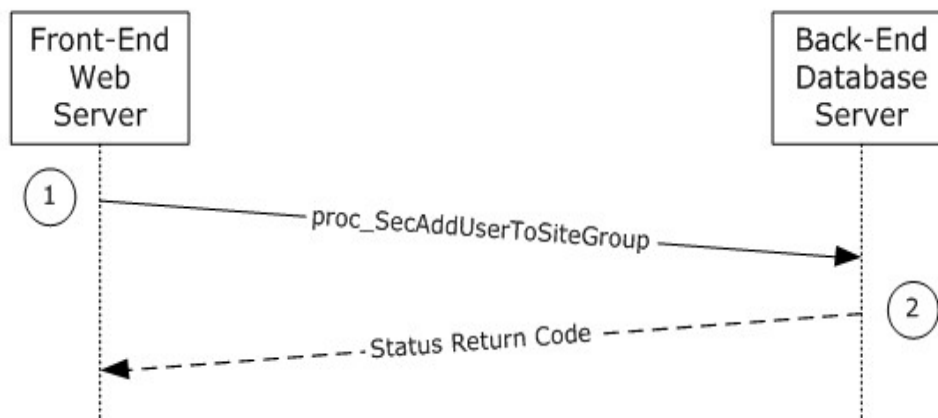 Front-End
Web
Server
Back-End
Database
Server
1
proc_SecAddUserToSiteGroup
2
Status Return Code